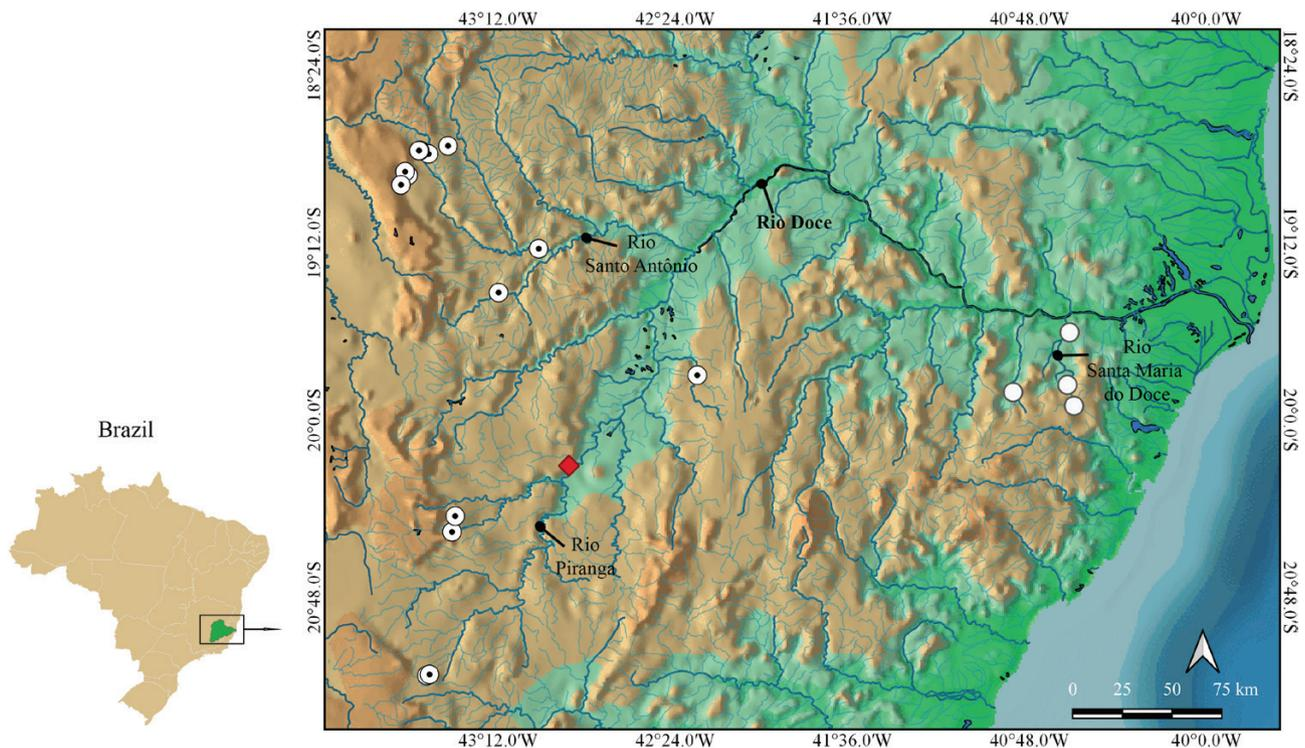 43°12.0'W 42°24.0'W 41°36.0'W 40°48.0'W 40°0.0'W
18°24.0'S
18°24.0'S
Rio Doce
Rio
Santo Antônio
19°12.0'S
19°12.0'S
Rio
Santa Maria
do Doce
20°0.0'S
20°0.0'S
Brazil
Rio
Piranga
20°48.0'S
20°48.0'S
0 25 50 75 km
43°12.0'W 42°24.0'W 41°36.0'W 40°48.0'W 40°0.0'W